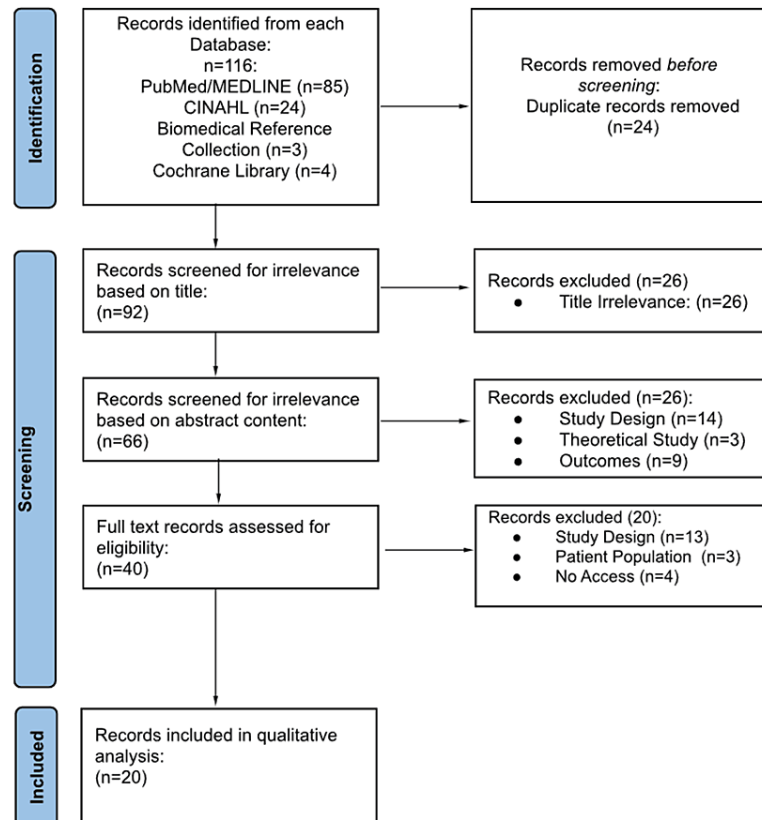 Identification
Records identified from each
Database:
n=116:
PubMed/MEDLINE (n=85)
CINAHL (n=24)
Biomedical Reference
Collection (n=3)
Cochrane Library (n=4)
Records removed before
screening:
Duplicate records removed
(n=24)
Screening
Records screened for irrelevance
based on title:
(n=92)
Records excluded (n=26)
● Title Irrelevance: (n=26)
Records screened for irrelevance
based on abstract content:
(n=66)
Records excluded (n=26):
● Study Design (n=14)
● Theoretical Study (n=3)
● Outcomes (n=9)
Full text records assessed for
eligibility:
(n=40)
Records excluded (20):
● Study Design (n=13)
● Patient Population (n=3)
● No Access (n=4)
Included
Records included in qualitative
analysis:
(n=20)